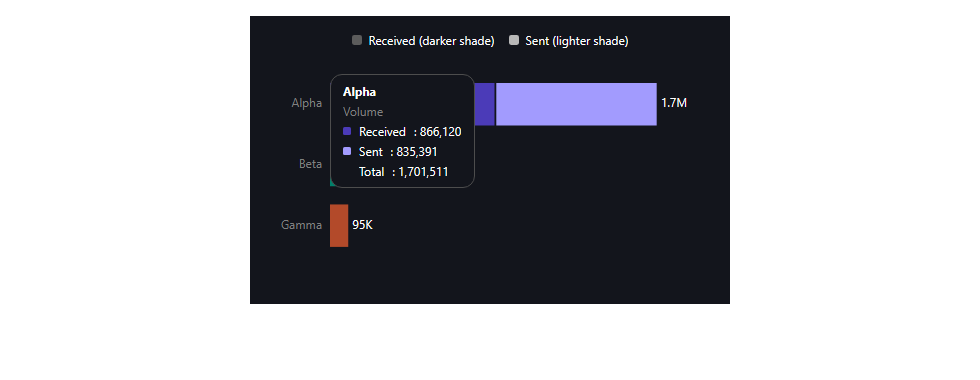 Received (darker shade) Sent (lighter shade)
Alpha
Alpha
Volume
Received : 866,120
Sent : 835,391
Total : 1,701,511
1.7M
Beta
Gamma 95K